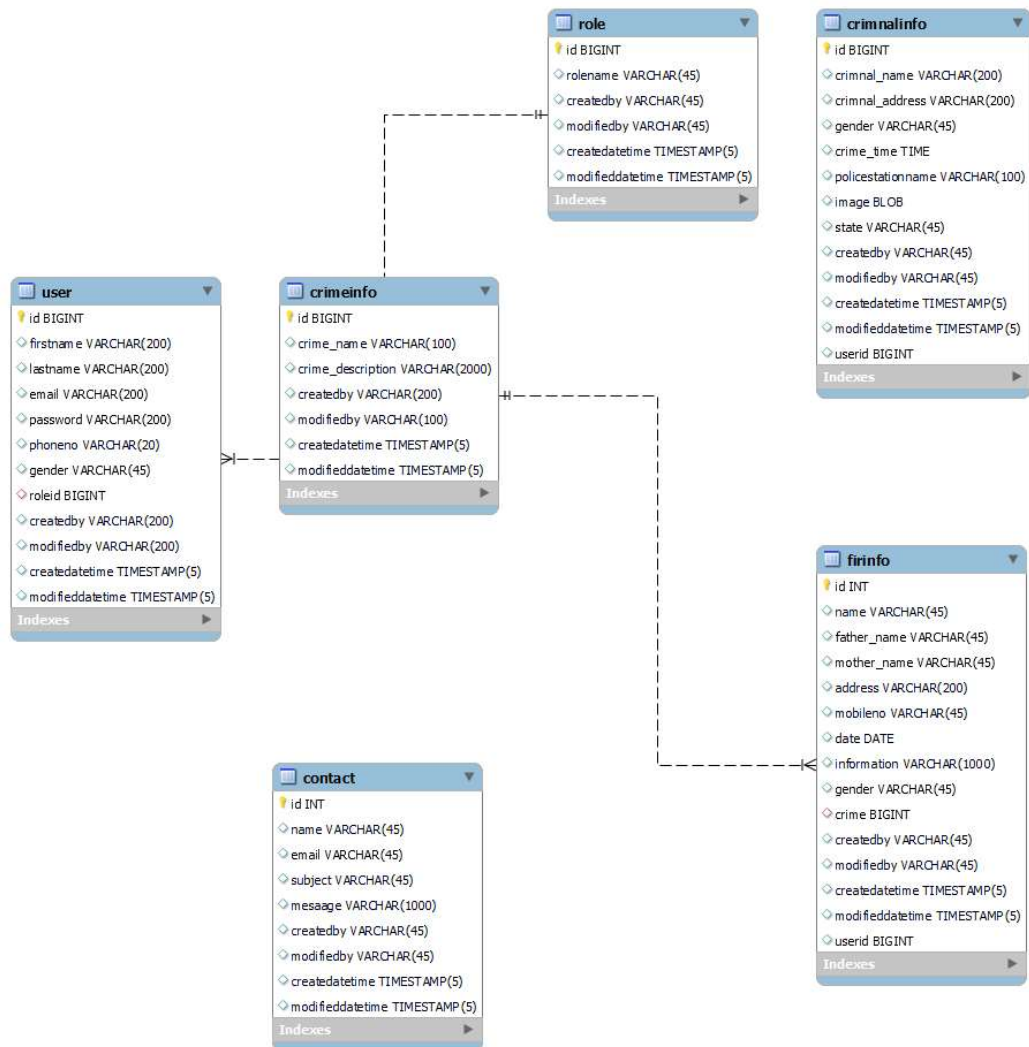 role
id BIGINT
rolename VARCHAR(45)
createdby VARCHAR(45)
modifiedby VARCHAR(45)
createdatetime TIMESTAMP(5)
modifieddatetime TIMESTAMP(5)
Indexes
crimnalinfo
id BIGINT
crimnal_name VARCHAR(200)
crimnal_address VARCHAR(200)
gender VARCHAR(45)
crime_time TIME
policestationname VARCHAR(100)
image BLOB
state VARCHAR(45)
createdby VARCHAR(45)
modifiedby VARCHAR(45)
createdatetime TIMESTAMP(5)
modifieddatetime TIMESTAMP(5)
userid BIGINT
Indexes
user
id BIGINT
firstname VARCHAR(200)
lastname VARCHAR(200)
email VARCHAR(200)
password VARCHAR(200)
phoneno VARCHAR(20)
gender VARCHAR(45)
roleid BIGINT
createdby VARCHAR(200)
modifiedby VARCHAR(200)
createdatetime TIMESTAMP(5)
modifieddatetime TIMESTAMP(5)
Indexes
crimeinfo
id BIGINT
crime_name VARCHAR(100)
crime_description VARCHAR(2000)
createdby VARCHAR(200)
modifiedby VARCHAR(100)
createdatetime TIMESTAMP(5)
modifieddatetime TIMESTAMP(5)
Indexes
firinfo
id INT
name VARCHAR(45)
father_name VARCHAR(45)
mother_name VARCHAR(45)
address VARCHAR(200)
mobileno VARCHAR(45)
date DATE
information VARCHAR(1000)
gender VARCHAR(45)
crime BIGINT
createdby VARCHAR(45)
modifiedby VARCHAR(45)
createdatetime TIMESTAMP(5)
modifieddatetime TIMESTAMP(5)
userid BIGINT
Indexes
contact
id INT
name VARCHAR(45)
email VARCHAR(45)
subject VARCHAR(45)
mesaage VARCHAR(1000)
createdby VARCHAR(45)
modifiedby VARCHAR(45)
createdatetime TIMESTAMP(5)
modifieddatetime TIMESTAMP(5)
Indexes